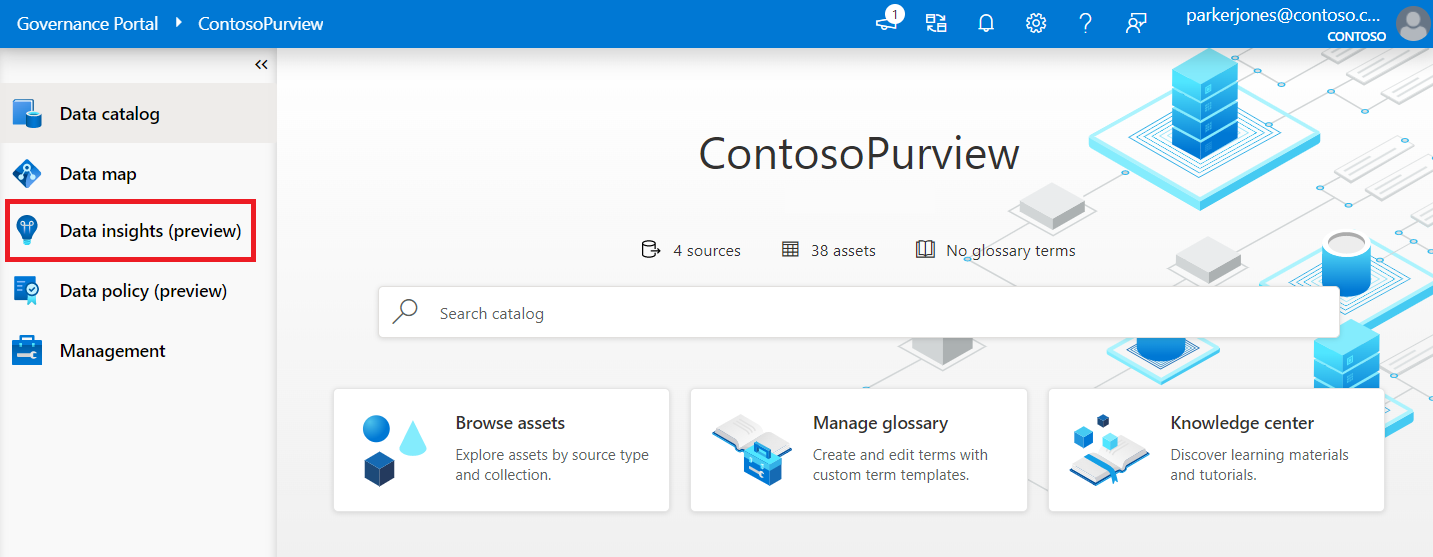 Governance Portal ContosoPurview
1
parkerjones@contoso.c...
CONTOSO
Data catalog
Data map
Data insights (preview)
Data policy (preview)
Management
ContosoPurview
4 sources 38 assets No glossary terms
Search catalog
Browse assets
Explore assets by source type
and collection.
Manage glossary
Create and edit terms with
custom term templates.
Knowledge center
Discover learning materials
and tutorials.